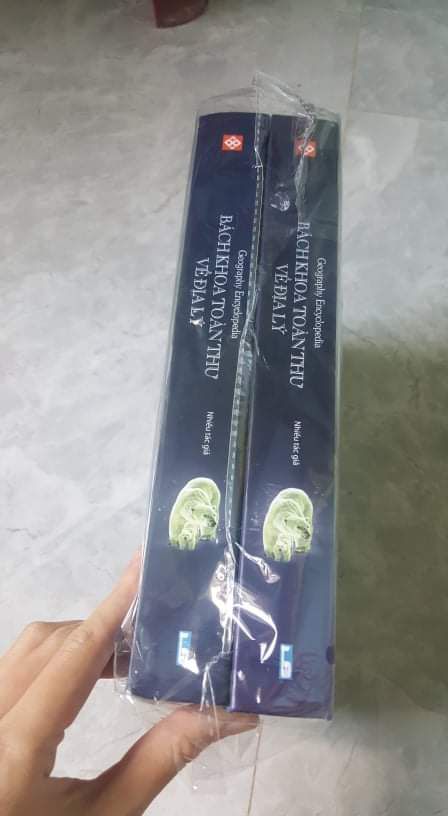 Geography Encyclopedia
BÁCH KHOA TOÀN THƯ
VỀ ĐỊA LÝ
Nhiều tác giả
Geography Encyclopedia
BÁCH KHOA TOÀN THƯ
VỀ ĐỊA LÝ
Nhiều tác giả